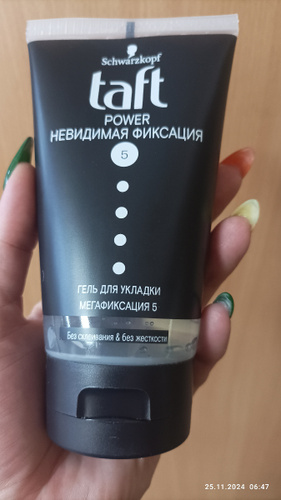 Schwarzkopf
taft
POWER
НЕВИДИМАЯ ФИКСАЦИЯ
5
ГЕЛЬ ДЛЯ УКЛАДКИ
МЕГАФИКСАЦИЯ 5
Без склеивания & без жесткости
25.11.2024 06:47